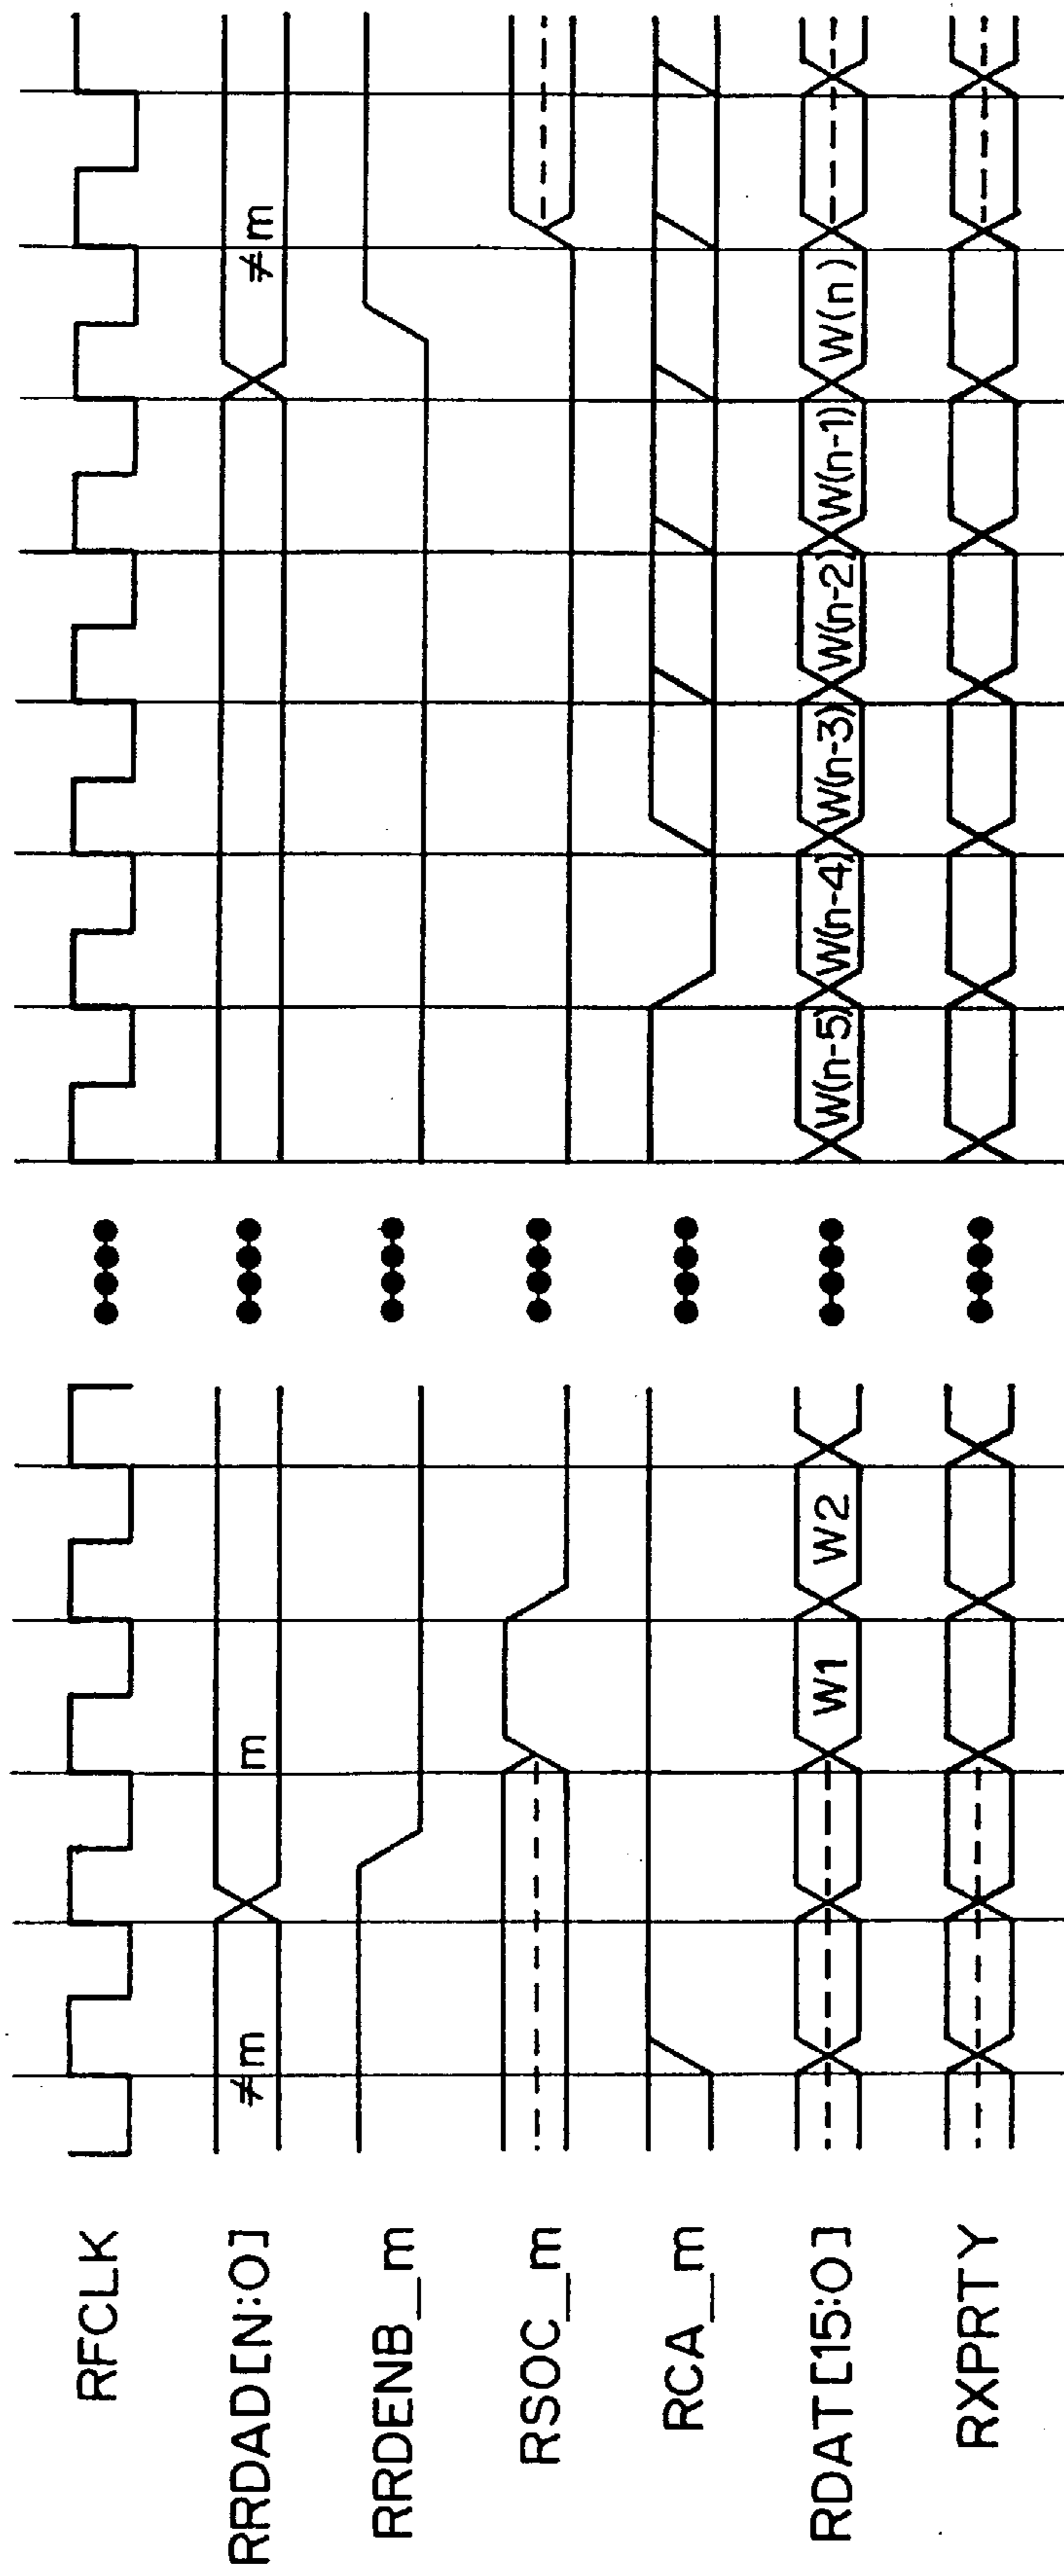 RFCLK
RRDAD[N:0]
≠m
m
≠m
RRDENB_m
RSOC_m
RCA_m
RDAT[15:0]
W1
W2
W(n-5)
W(n-4)
W(n-3)
W(n-2)
W(n-1)
W(n)
RXPRTY